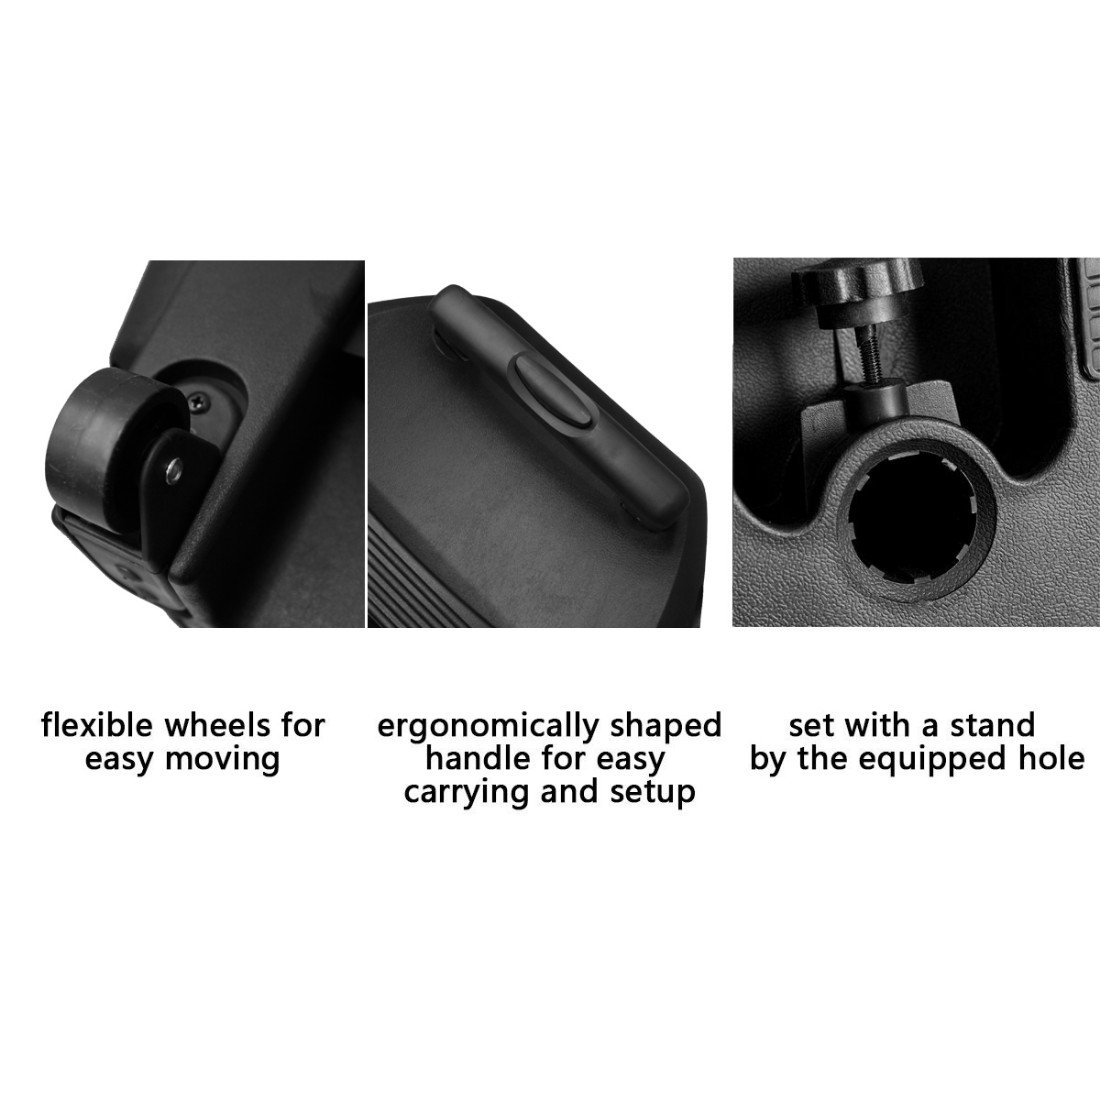 flexible wheels for
easy moving
ergonomically shaped
handle for easy
carrying and setup
set with a stand
by the equipped hole